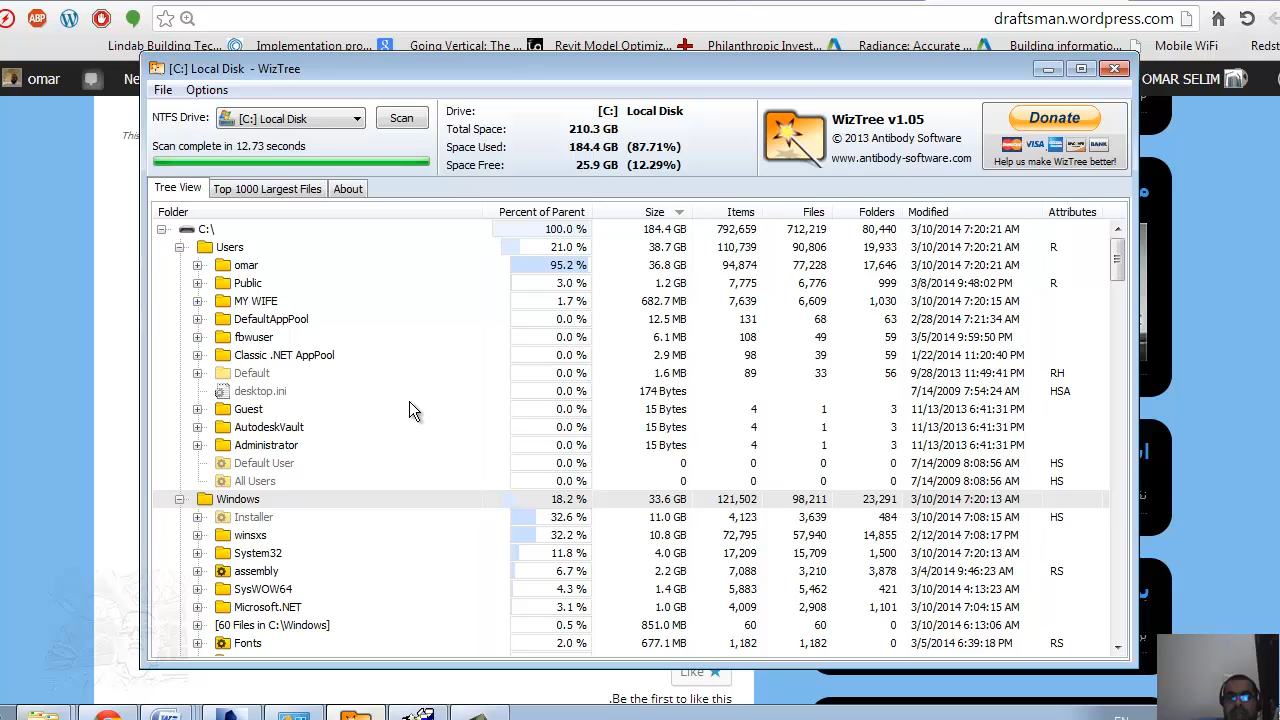 ABP
draftsman.wordpress.com
Lindab Building Tec...
Implementation pro...
Going Vertical: The ...
Revit Model Optimiz...
Philanthropic Invest...
Radiance: Accurate ...
Building informatio...
Mobile WiFi
Redst
omar
Ne
OMAR SELIM
This
[C:] Local Disk - WizTree
File Options
NTFS Drive: [C:] Local Disk Scan
Scan complete in 12.73 seconds
Drive: [C:] Local Disk
Total Space: 210.3 GB
Space Used: 184.4 GB (87.71%)
Space Free: 25.9 GB (12.29%)
WizTree v1.05
© 2013 Antibody Software
www.antibody-software.com
Donate
VISA BANK
Help us make WizTree better!
Tree View Top 1000 Largest Files About
Folder Percent of Parent Size Items Files Folders Modified Attributes
C:\ 100.0 % 184.4 GB 792,659 712,219 80,440 3/10/2014 7:20:21 AM
Users 21.0 % 38.7 GB 110,739 90,806 19,933 3/10/2014 7:20:21 AM R
omar 95.2 % 36.8 GB 94,874 77,228 17,646 3/10/2014 7:20:21 AM
Public 3.0 % 1.2 GB 7,775 6,776 999 3/8/2014 9:48:02 PM R
MY WIFE 1.7 % 682.7 MB 7,639 6,609 1,030 3/10/2014 7:20:15 AM
DefaultAppPool 0.0 % 12.5 MB 131 68 63 2/28/2014 7:21:34 AM
fbwuser 0.0 % 6.1 MB 108 49 59 3/5/2014 9:59:50 PM
Classic .NET AppPool 0.0 % 2.9 MB 98 39 59 1/22/2014 11:20:40 PM
Default 0.0 % 1.6 MB 89 33 56 9/28/2013 11:49:41 PM RH
desktop.ini 0.0 % 174 Bytes 7/14/2009 7:54:24 AM HSA
Guest 0.0 % 15 Bytes 4 1 3 11/13/2013 6:41:31 PM
AutodeskVault 0.0 % 15 Bytes 4 1 3 11/13/2013 6:41:31 PM
Administrator 0.0 % 15 Bytes 4 1 3 11/13/2013 6:41:31 PM
Default User 0.0 % 0 0 0 0 7/14/2009 8:08:56 AM HS
All Users 0.0 % 0 0 0 0 7/14/2009 8:08:56 AM HS
Windows 18.2 % 33.6 GB 121,502 98,211 23,291 3/10/2014 7:20:13 AM
Installer 32.6 % 11.0 GB 4,123 3,639 484 3/10/2014 7:08:15 AM HS
winsxs 32.2 % 10.8 GB 72,795 57,940 14,855 2/12/2014 7:08:17 PM
System32 11.8 % 4.0 GB 17,209 15,709 1,500 3/10/2014 7:20:13 AM
assembly 6.7 % 2.2 GB 7,088 3,210 3,878 3/4/2014 9:46:23 AM RS
SysWOW64 4.3 % 1.4 GB 5,883 5,462 421 3/10/2014 4:13:23 AM
Microsoft.NET 3.1 % 1.0 GB 4,009 2,908 1,101 3/10/2014 7:04:15 AM
[60 Files in C:\Windows] 0.5 % 851.0 MB 60 60 0 3/10/2014 6:13:06 AM
Fonts 2.0 % 677.1 MB 1,182 1,182 0 3/5/2014 6:39:18 PM RS
Like
.Be the first to like this